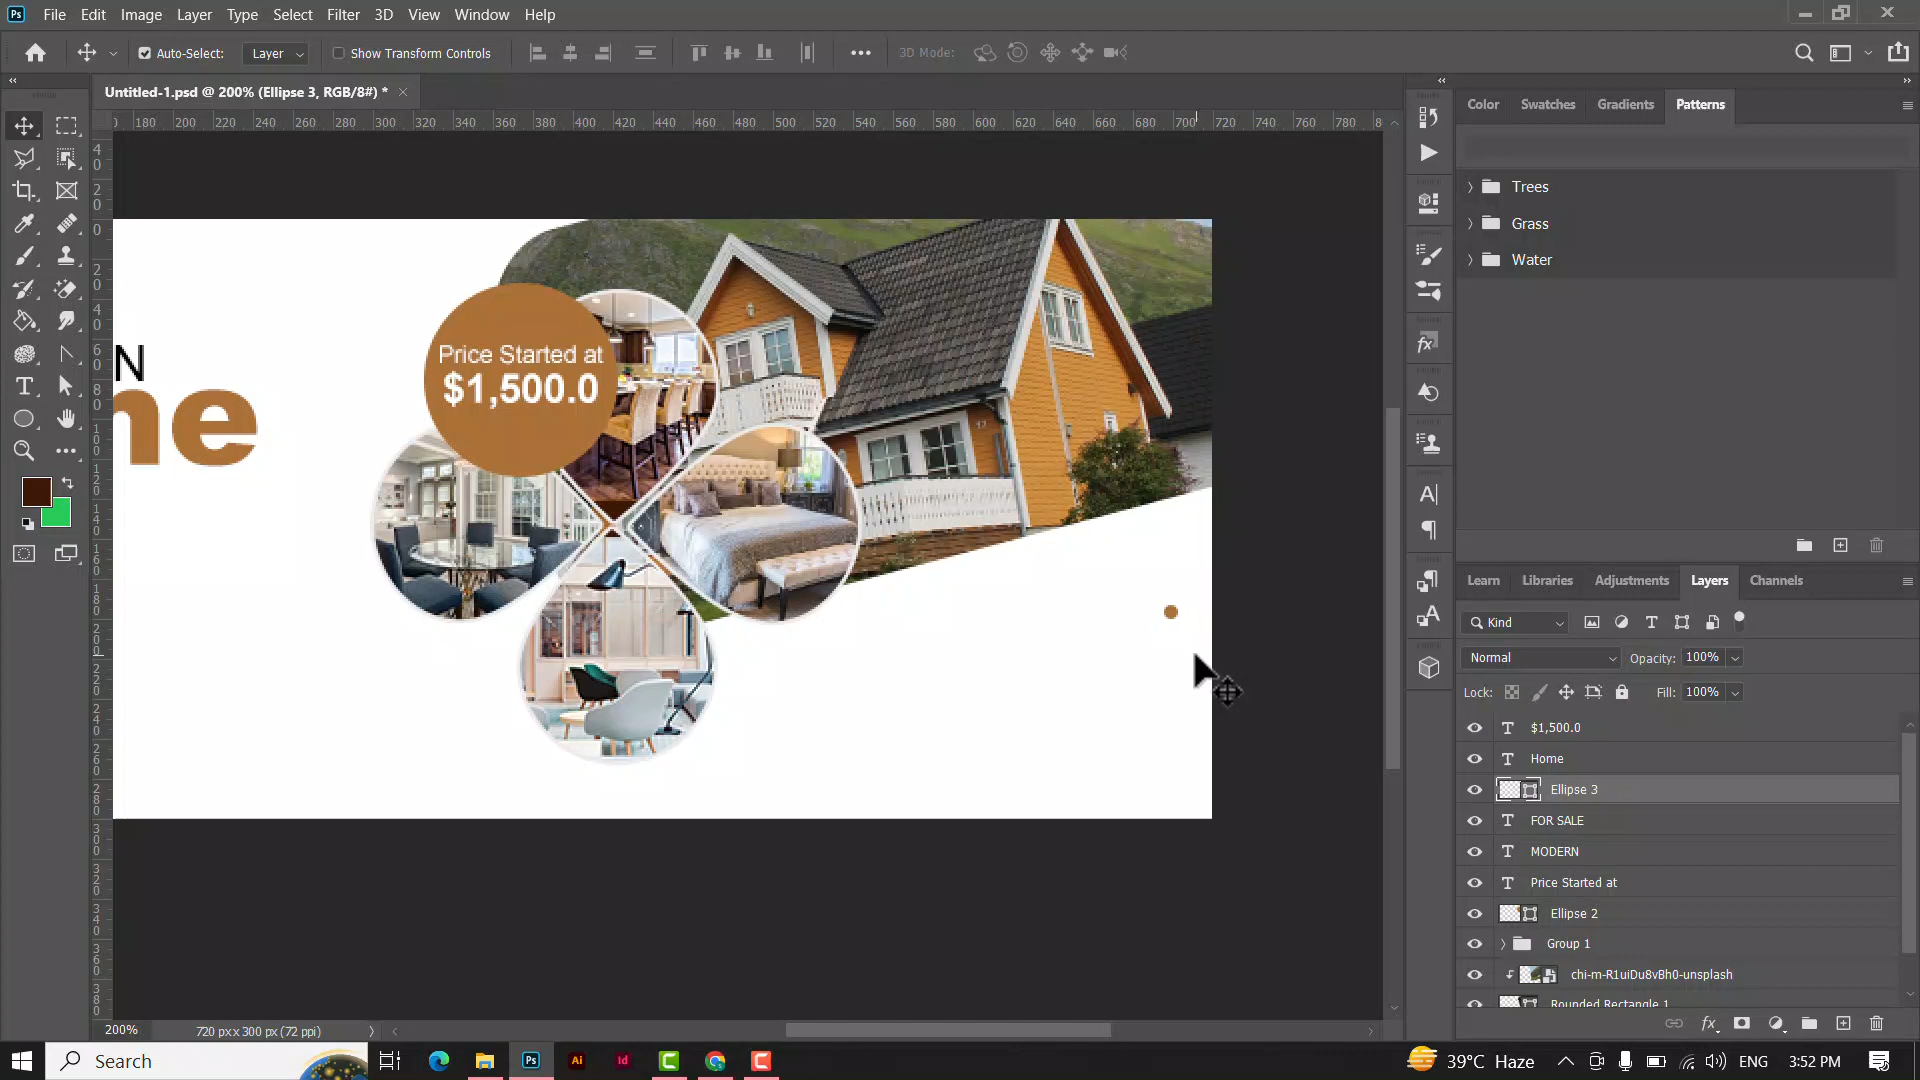 Ps File Edit Image Layer Type Select Filter 3D View Window Help
Auto-Select: Layer Show Transform Controls 3D Mode:
Untitled-1.psd @ 200% (Ellipse 3, RGB/8#) *
180 200 220 240 260 280 300 320 340 360 380 400 420 440 460 480 500 520 540 560 580 600 620 640 660 680 700 720 740 760 780 8
N
me
Price Started at
$1,500.0
Color Swatches Gradients Patterns
Trees
Grass
Water
Learn Libraries Adjustments Layers Channels
Kind
Normal Opacity: 100%
Lock: Fill: 100%
$1,500.0
Home
Ellipse 3
FOR SALE
MODERN
Price Started at
Ellipse 2
Group 1
chi-m-R1uiDu8vBh0-unsplash
Rounded Rectangle 1
200% 720 px x 300 px (72 ppi)
Search Ps Ai Id 39°C Haze ENG 3:52 PM